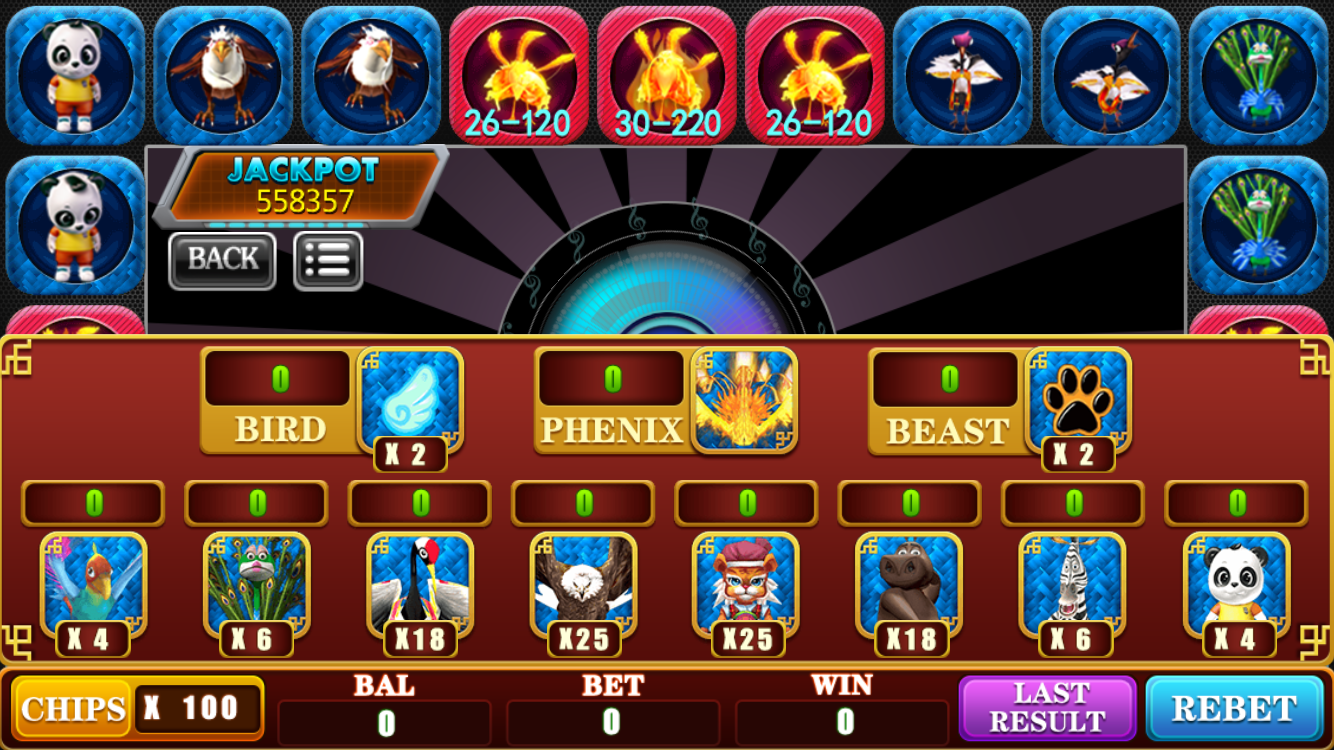 26-120
30-220
26-120
JACKPOT
558357
BACK
0
0
0
BIRD
PHENIX
BEAST
X 2
X 2
0
0
0
0
0
0
0
0
X 4
X 6
X18
X25
X25
X18
X 6
X 4
CHIPS
X 100
BAL
0
BET
0
WIN
0
LAST
RESULT
REBET